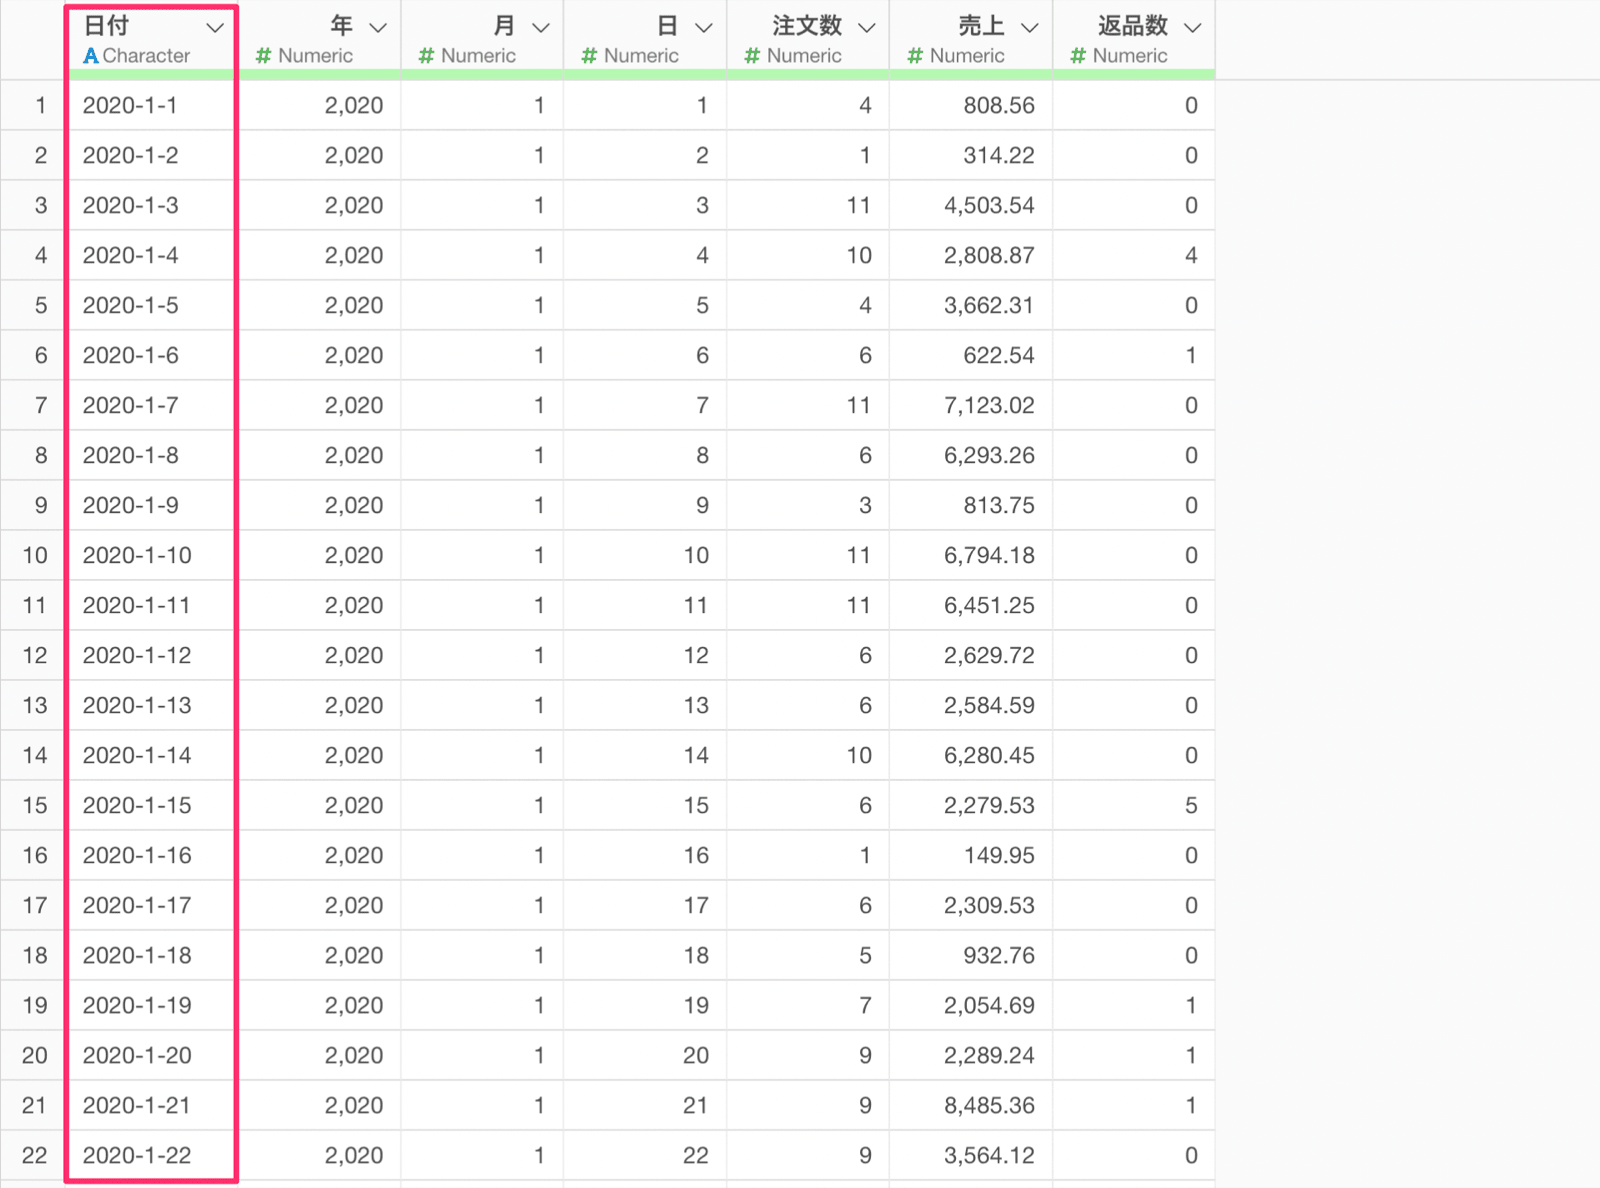 日付 年 月 日 注文数 売上 返品数
A Character # Numeric # Numeric # Numeric # Numeric # Numeric # Numeric
1 2020-1-1 2,020 1 1 4 808.56 0
2 2020-1-2 2,020 1 2 1 314.22 0
3 2020-1-3 2,020 1 3 11 4,503.54 0
4 2020-1-4 2,020 1 4 10 2,808.87 4
5 2020-1-5 2,020 1 5 4 3,662.31 0
6 2020-1-6 2,020 1 6 6 622.54 1
7 2020-1-7 2,020 1 7 11 7,123.02 0
8 2020-1-8 2,020 1 8 6 6,293.26 0
9 2020-1-9 2,020 1 9 3 813.75 0
10 2020-1-10 2,020 1 10 11 6,794.18 0
11 2020-1-11 2,020 1 11 11 6,451.25 0
12 2020-1-12 2,020 1 12 6 2,629.72 0
13 2020-1-13 2,020 1 13 6 2,584.59 0
14 2020-1-14 2,020 1 14 10 6,280.45 0
15 2020-1-15 2,020 1 15 6 2,279.53 5
16 2020-1-16 2,020 1 16 1 149.95 0
17 2020-1-17 2,020 1 17 6 2,309.53 0
18 2020-1-18 2,020 1 18 5 932.76 0
19 2020-1-19 2,020 1 19 7 2,054.69 1
20 2020-1-20 2,020 1 20 9 2,289.24 1
21 2020-1-21 2,020 1 21 9 8,485.36 1
22 2020-1-22 2,020 1 22 9 3,564.12 0